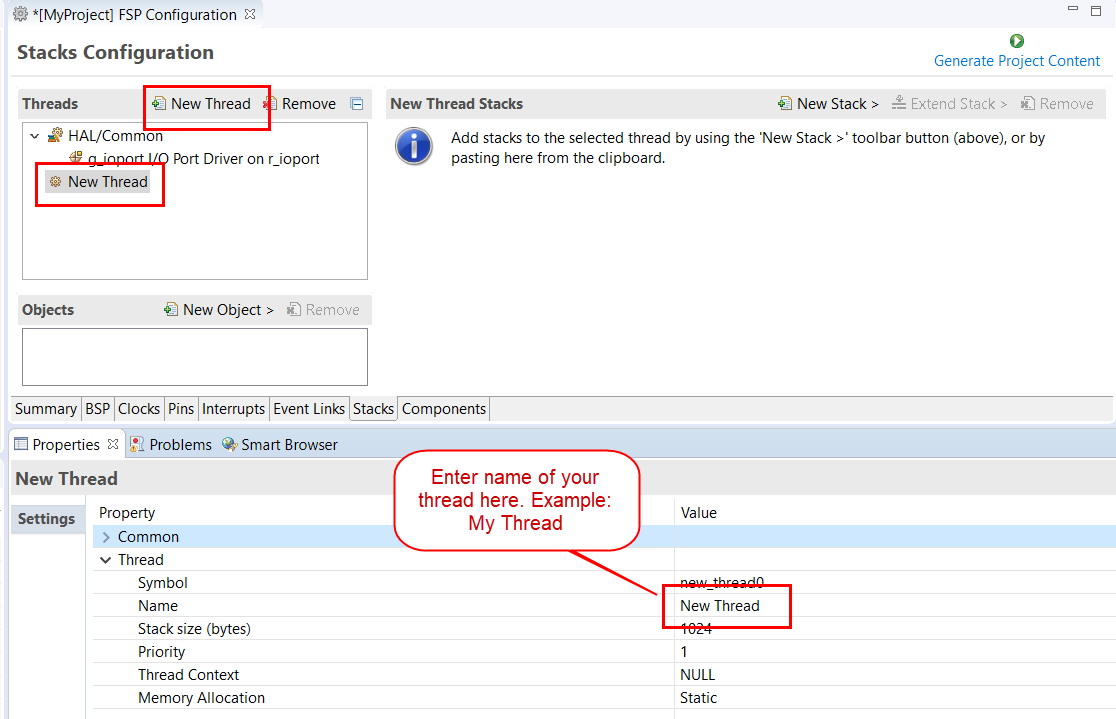 *[MyProject] FSP Configuration
Stacks Configuration
Generate Project Content
Threads
New Thread
Remove
HAL/Common
g_ioport I/O Port Driver on r_ioport
New Thread
New Thread Stacks
New Stack >
Extend Stack >
Remove
Add stacks to the selected thread by using the 'New Stack >' toolbar button (above), or by
pasting here from the clipboard.
Objects
New Object >
Remove
Summary BSP Clocks Pins Interrupts Event Links Stacks Components
Properties Problems Smart Browser
New Thread
Enter name of your
thread here. Example:
My Thread
Settings
Property Value
Common
Thread
Symbol new_thread0
Name New Thread
Stack size (bytes) 1024
Priority 1
Thread Context NULL
Memory Allocation Static